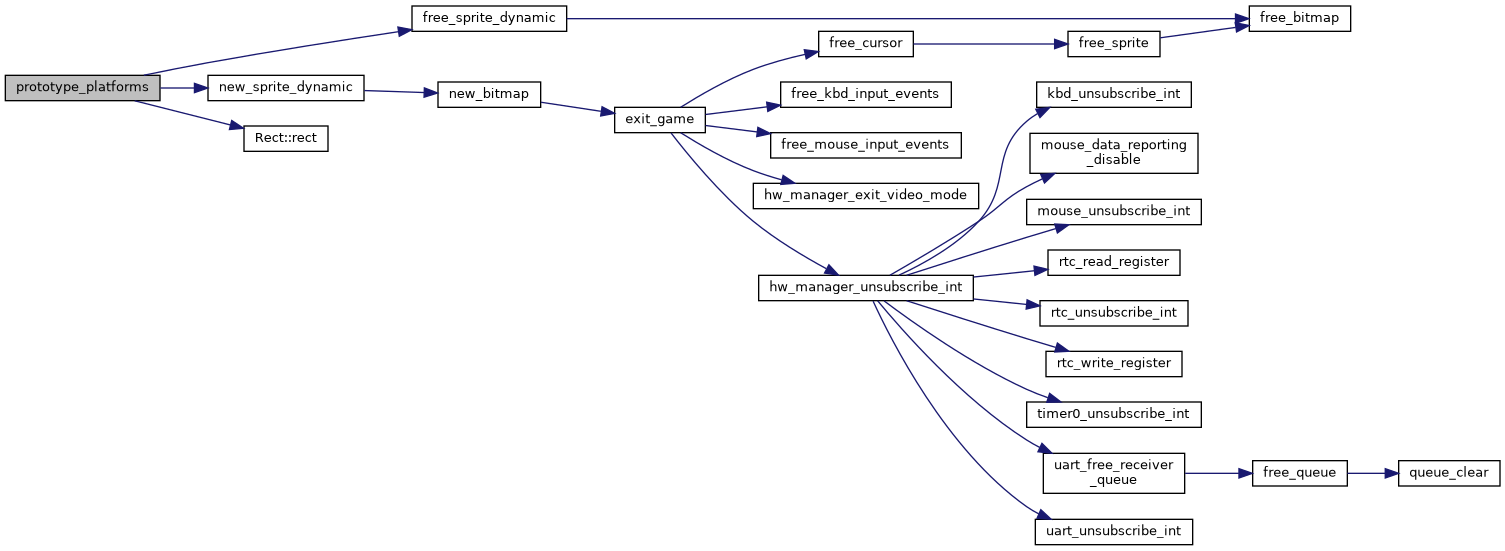 prototype_platforms
free_sprite_dynamic
new_sprite_dynamic
Rect::rect
new_bitmap
exit_game
free_cursor
free_kbd_input_events
free_mouse_input_events
hw_manager_exit_video_mode
hw_manager_unsubscribe_int
free_sprite
free_bitmap
kbd_unsubscribe_int
mouse_data_reporting
_disable
mouse_unsubscribe_int
rtc_read_register
rtc_unsubscribe_int
rtc_write_register
timer0_unsubscribe_int
uart_free_receiver
_queue
uart_unsubscribe_int
free_queue
queue_clear